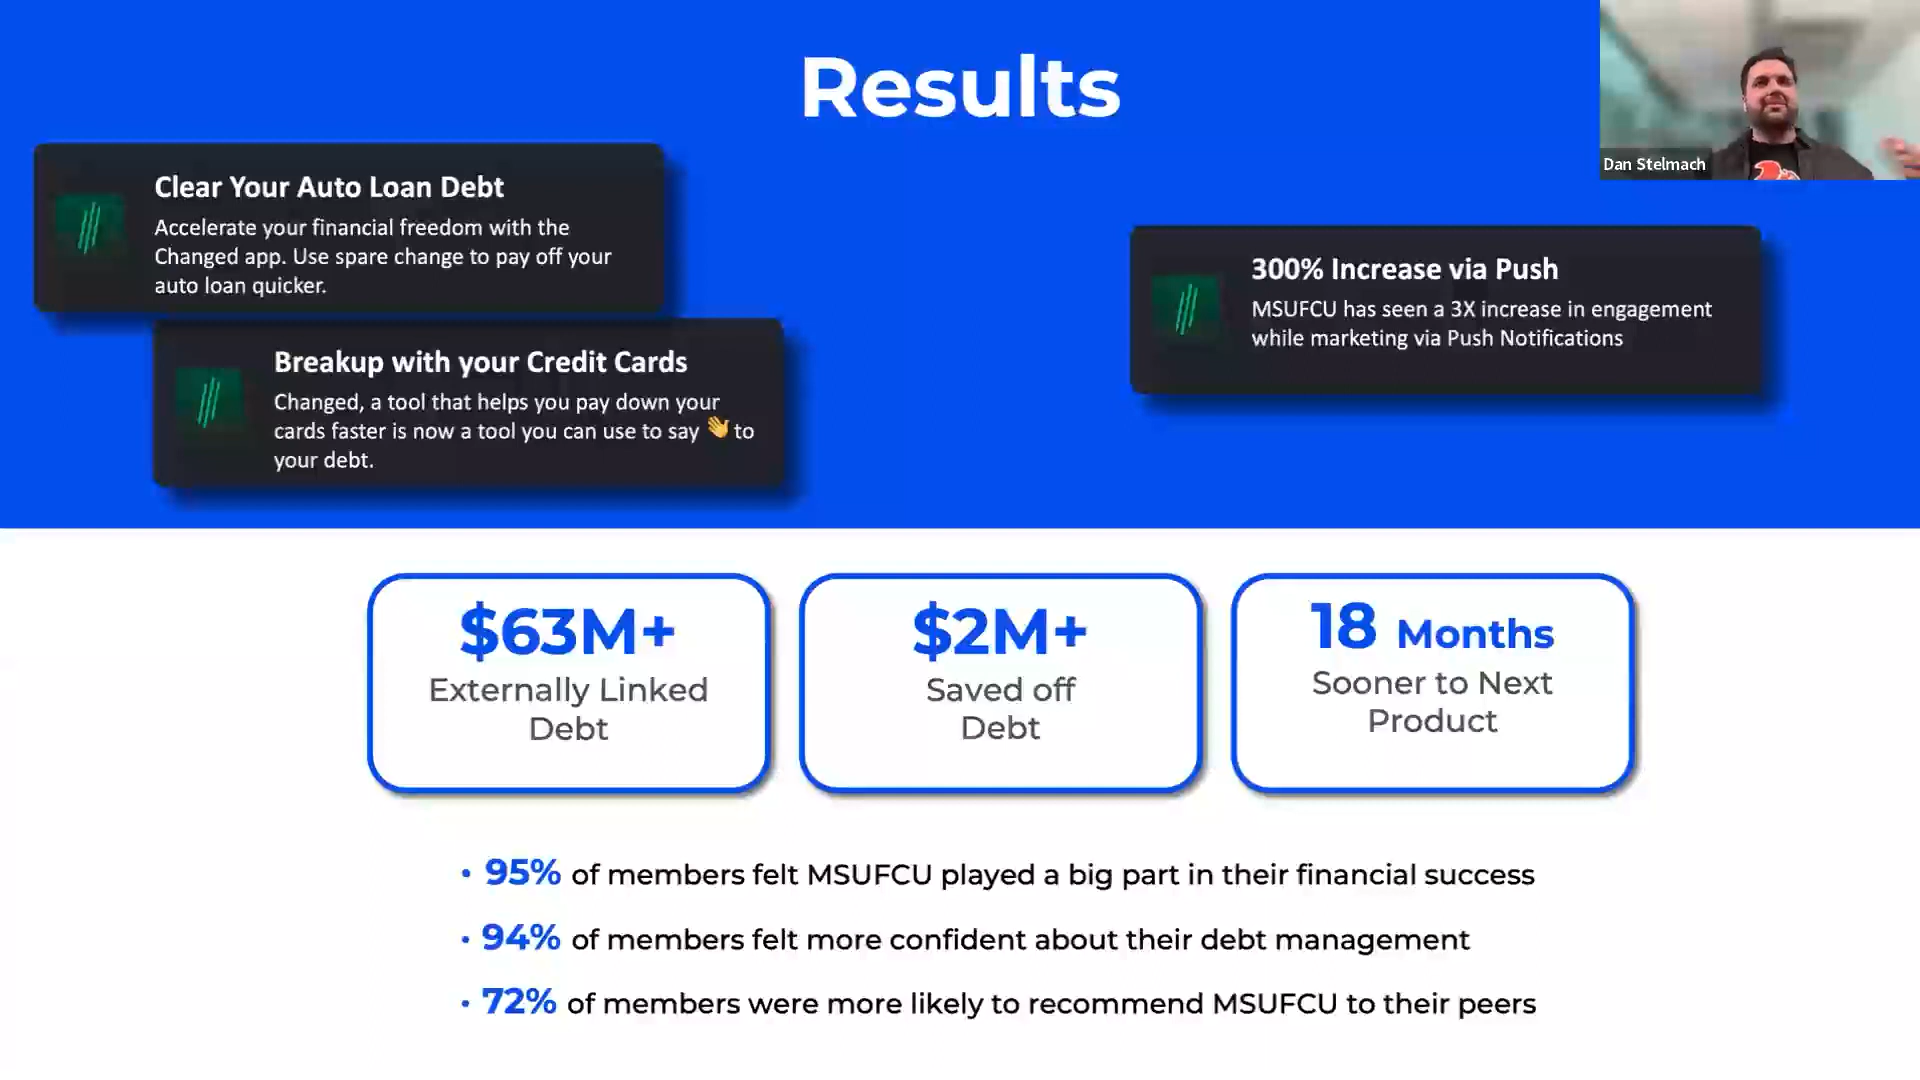 Results
Dan Stelmach
Clear Your Auto Loan Debt
Accelerate your financial freedom with the
Changed app. Use spare change to pay off your
auto loan quicker.
Breakup with your Credit Cards
Changed, a tool that helps you pay down your
cards faster is now a tool you can use to say 👋 to
your debt.
300% Increase via Push
MSUFCU has seen a 3X increase in engagement
while marketing via Push Notifications
$63M+
Externally Linked
Debt
$2M+
Saved off
Debt
18 Months
Sooner to Next
Product
• 95% of members felt MSUFCU played a big part in their financial success
• 94% of members felt more confident about their debt management
• 72% of members were more likely to recommend MSUFCU to their peers